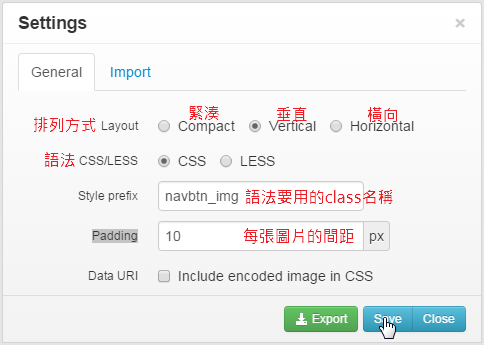 Settings
×
General Import
緊湊 垂直 橫向
排列方式 Layout Compact Vertical Horizontal
語法 CSS/LESS CSS LESS
Style prefix navbtn_img 語法要用的class名稱
Padding 10 每張圖片的間距 px
Data URI Include encoded image in CSS
Export Save Close